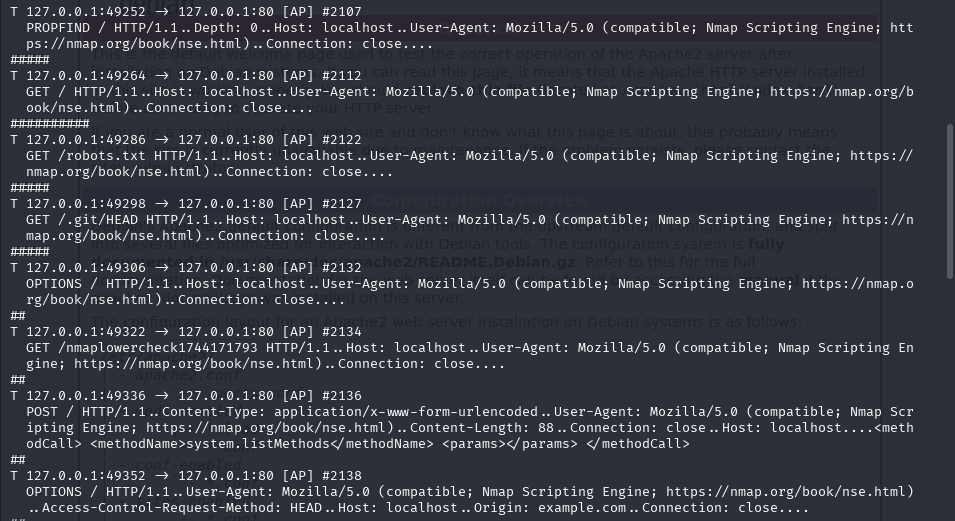 T 127.0.0.1:49252 -> 127.0.0.1:80 [AP] #2107
PROPFIND / HTTP/1.1..Depth: 0..Host: localhost..User-Agent: Mozilla/5.0 (compatible; Nmap Scripting Engine; htt
ps://nmap.org/book/nse.html)..Connection: close....
#####
T 127.0.0.1:49264 -> 127.0.0.1:80 [AP] #2112
GET / HTTP/1.1..Host: localhost..User-Agent: Mozilla/5.0 (compatible; Nmap Scripting Engine; https://nmap.org/b
ook/nse.html)..Connection: close....
##########
T 127.0.0.1:49286 -> 127.0.0.1:80 [AP] #2122
GET /robots.txt HTTP/1.1..Host: localhost..User-Agent: Mozilla/5.0 (compatible; Nmap Scripting Engine; https://
nmap.org/book/nse.html)..Connection: close....
#####
T 127.0.0.1:49298 -> 127.0.0.1:80 [AP] #2127
GET /.git/HEAD HTTP/1.1..Host: localhost..User-Agent: Mozilla/5.0 (compatible; Nmap Scripting Engine; https://n
map.org/book/nse.html)..Connection: close....
#####
T 127.0.0.1:49306 -> 127.0.0.1:80 [AP] #2132
OPTIONS / HTTP/1.1..Host: localhost..User-Agent: Mozilla/5.0 (compatible; Nmap Scripting Engine; https://nmap.o
rg/book/nse.html)..Connection: close....
##
T 127.0.0.1:49322 -> 127.0.0.1:80 [AP] #2134
GET /nmaplowercheck1744171793 HTTP/1.1..Host: localhost..User-Agent: Mozilla/5.0 (compatible; Nmap Scripting En
gine; https://nmap.org/book/nse.html)..Connection: close....
##
T 127.0.0.1:49336 -> 127.0.0.1:80 [AP] #2136
POST / HTTP/1.1..Content-Type: application/x-www-form-urlencoded..User-Agent: Mozilla/5.0 (compatible; Nmap Scr
ipting Engine; https://nmap.org/book/nse.html)..Content-Length: 88..Connection: close..Host: localhost....<meth
odCall> <methodName>system.listMethods</methodName> <params></params> </methodCall>
##
T 127.0.0.1:49352 -> 127.0.0.1:80 [AP] #2138
OPTIONS / HTTP/1.1..User-Agent: Mozilla/5.0 (compatible; Nmap Scripting Engine; https://nmap.org/book/nse.html)
..Access-Control-Request-Method: HEAD..Host: localhost..Origin: example.com..Connection: close....